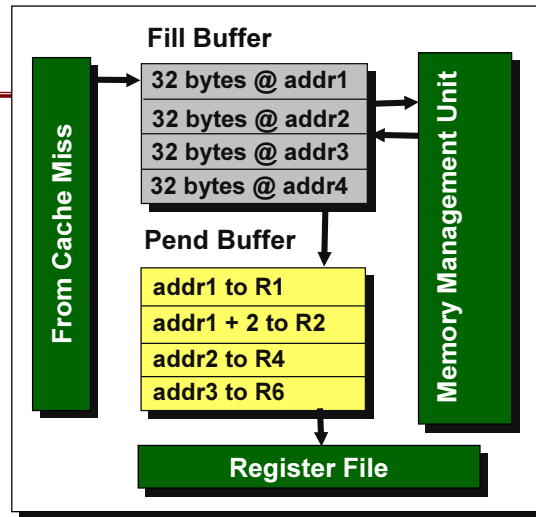 Fill Buffer
From Cache Miss
32 bytes @ addr1
32 bytes @ addr2
32 bytes @ addr3
32 bytes @ addr4
Memory Management Unit
Pend Buffer
addr1 to R1
addr1 + 2 to R2
addr2 to R4
addr3 to R6
Register File